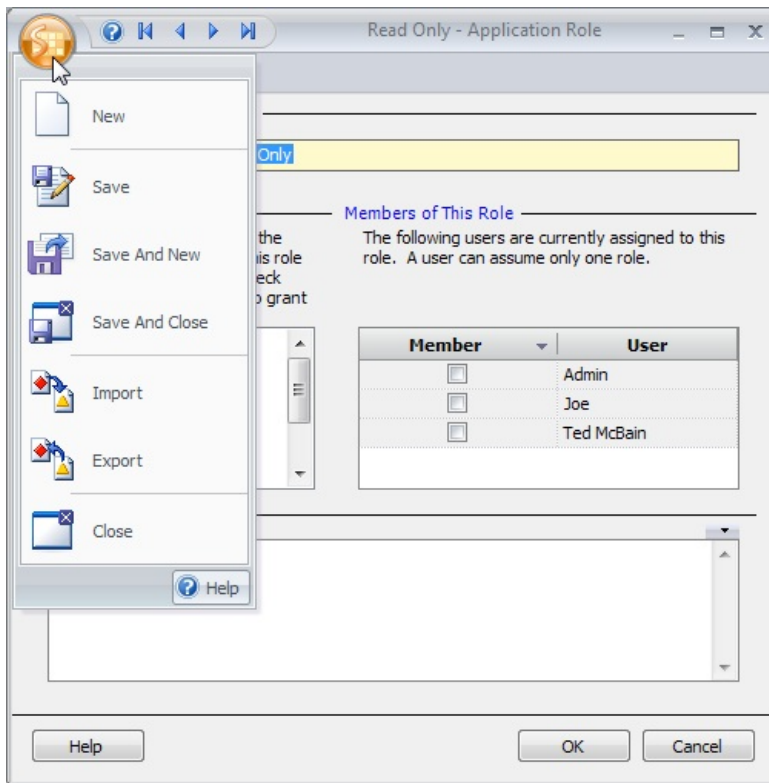 Read Only - Application Role
New
Save
Save And New
Save And Close
Import
Export
Close
Help
Only
the
is role
eck
o grant
Members of This Role
The following users are currently assigned to this
role. A user can assume only one role.
Member User
Admin
Joe
Ted McBain
Help OK Cancel